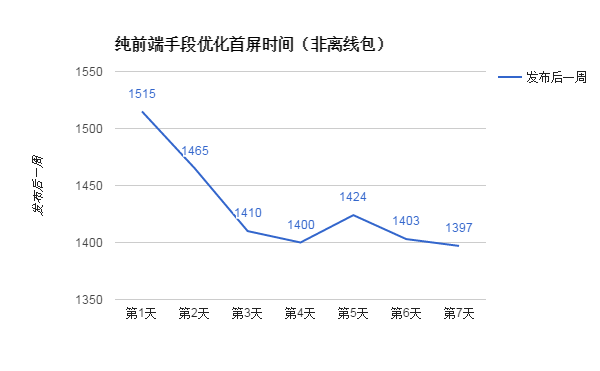 纯前端手段优化首屏时间（非离线包）
1550
发布后一周
1515
1500
1465
1450
发布后一周
1410
1400
1424
1403
1397
1400
1350
第1天
第2天
第3天
第4天
第5天
第6天
第7天